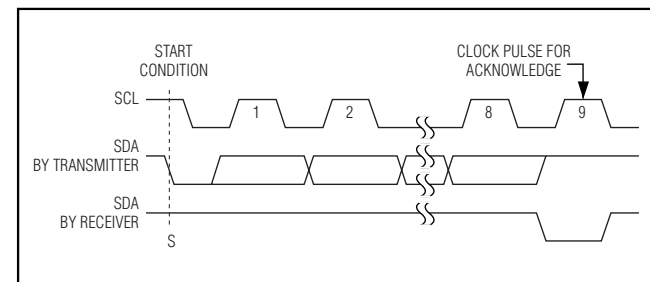 START
CONDITION
CLOCK PULSE FOR
ACKNOWLEDGE
SCL
1
2
8
9
SDA
BY TRANSMITTER
SDA
BY RECEIVER
S